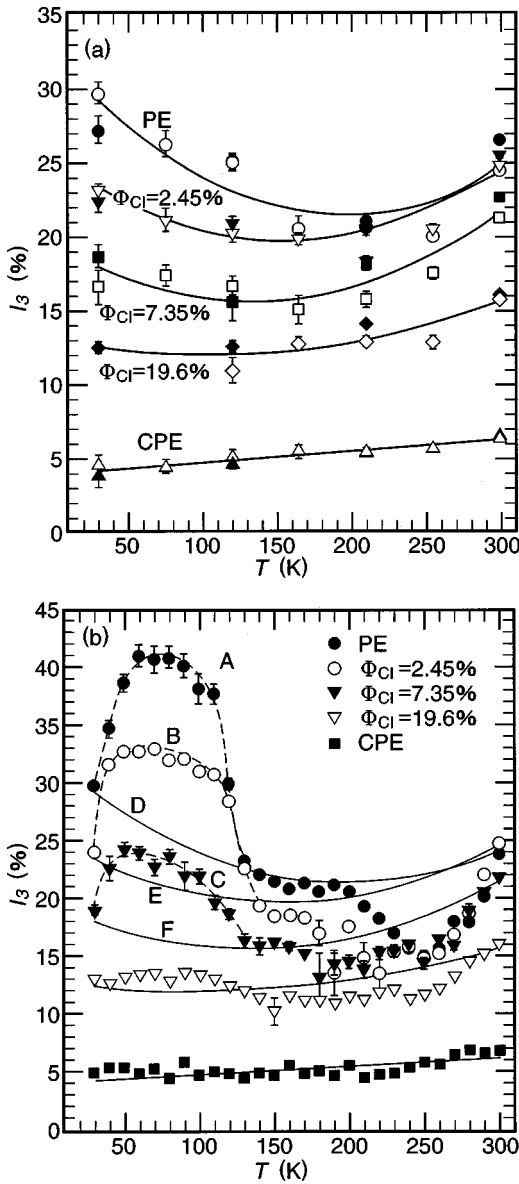 (a)
35
30
25
20
15
10
5
0
I3 (%)
PE
ΦCl=2.45%
ΦCl=7.35%
ΦCl=19.6%
CPE
50 100 150 200 250 300
T (K)
(b)
45
40
35
30
25
20
15
10
5
0
I3 (%)
A
B
D
C
E
F
PE
ΦCl=2.45%
ΦCl=7.35%
ΦCl=19.6%
CPE
50 100 150 200 250 300
T (K)